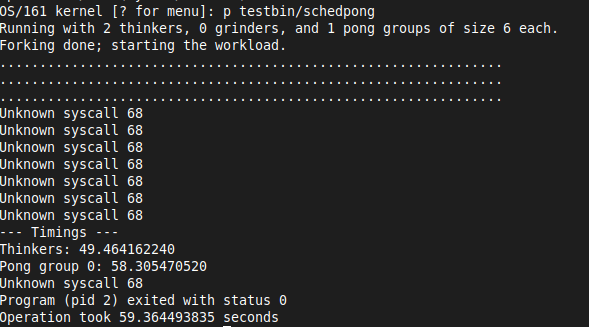 OS/161 kernel [? for menu]: p testbin/schedpong
Running with 2 thinkers, 0 grinders, and 1 pong groups of size 6 each.
Forking done; starting the workload.
................................................................
................................................................
................................................................
Unknown syscall 68
Unknown syscall 68
Unknown syscall 68
Unknown syscall 68
Unknown syscall 68
Unknown syscall 68
Unknown syscall 68
--- Timings ---
Thinkers: 49.464162240
Pong group 0: 58.305470520
Unknown syscall 68
Program (pid 2) exited with status 0
Operation took 59.364493835 seconds